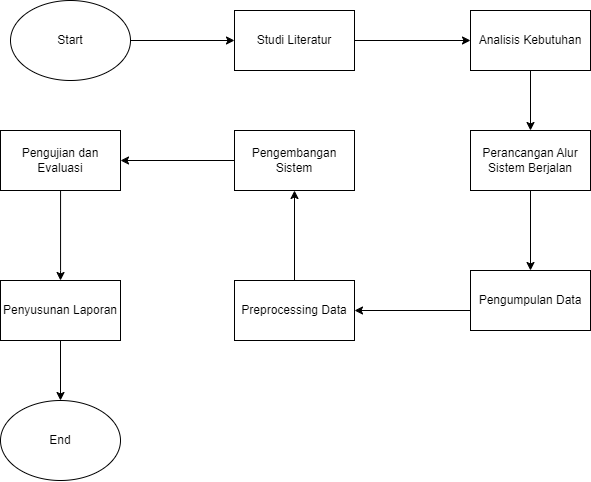 Start
Studi Literatur
Analisis Kebutuhan
Perancangan Alur
Sistem Berjalan
Pengumpulan Data
Preprocessing Data
Pengembangan
Sistem
Pengujian dan
Evaluasi
Penyusunan Laporan
End